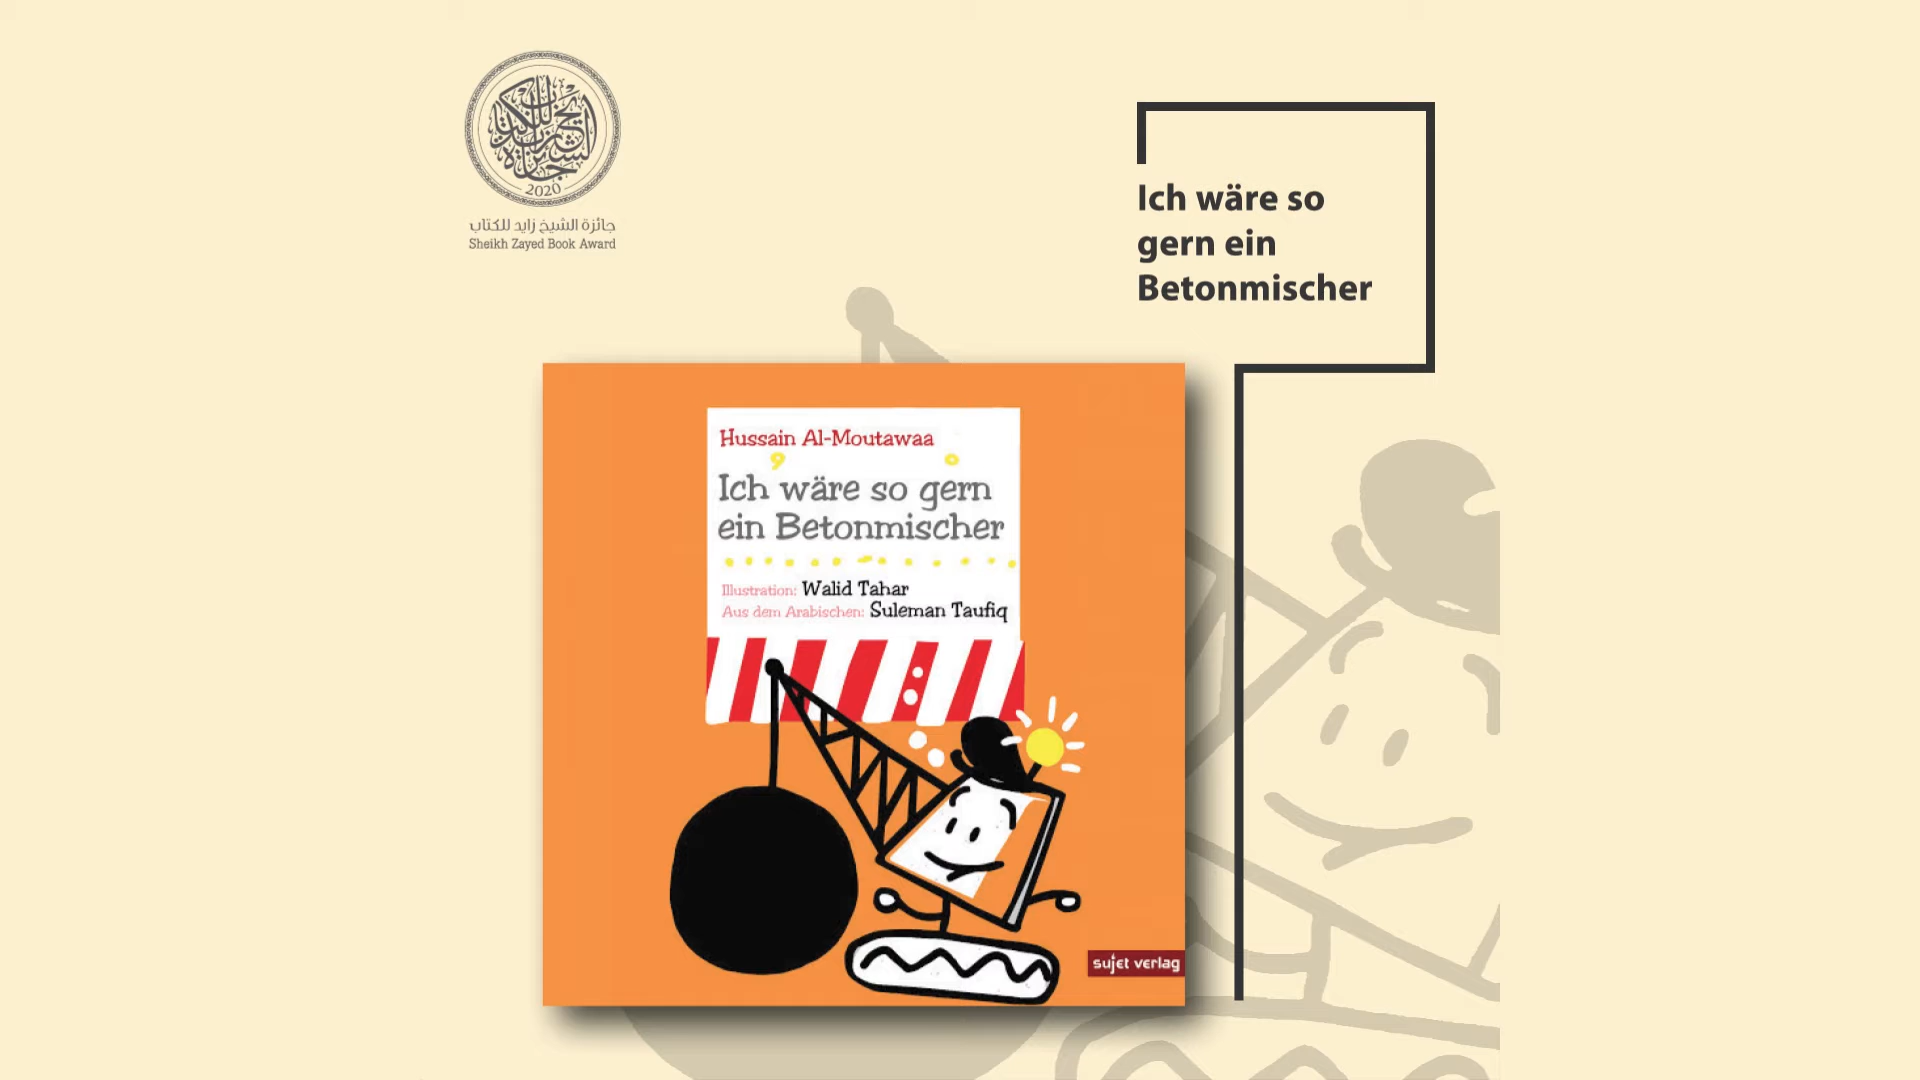 2020
جائزة الشيخ زايد للكتاب
Sheikh Zayed Book Award
Ich wäre so
gern ein
Betonmischer
Hussain Al-Moutawaa
Ich wäre so gern
ein Betonmischer
Illustration: Walid Tahar
Aus dem Arabischen: Suleman Taufiq
sujet verlag